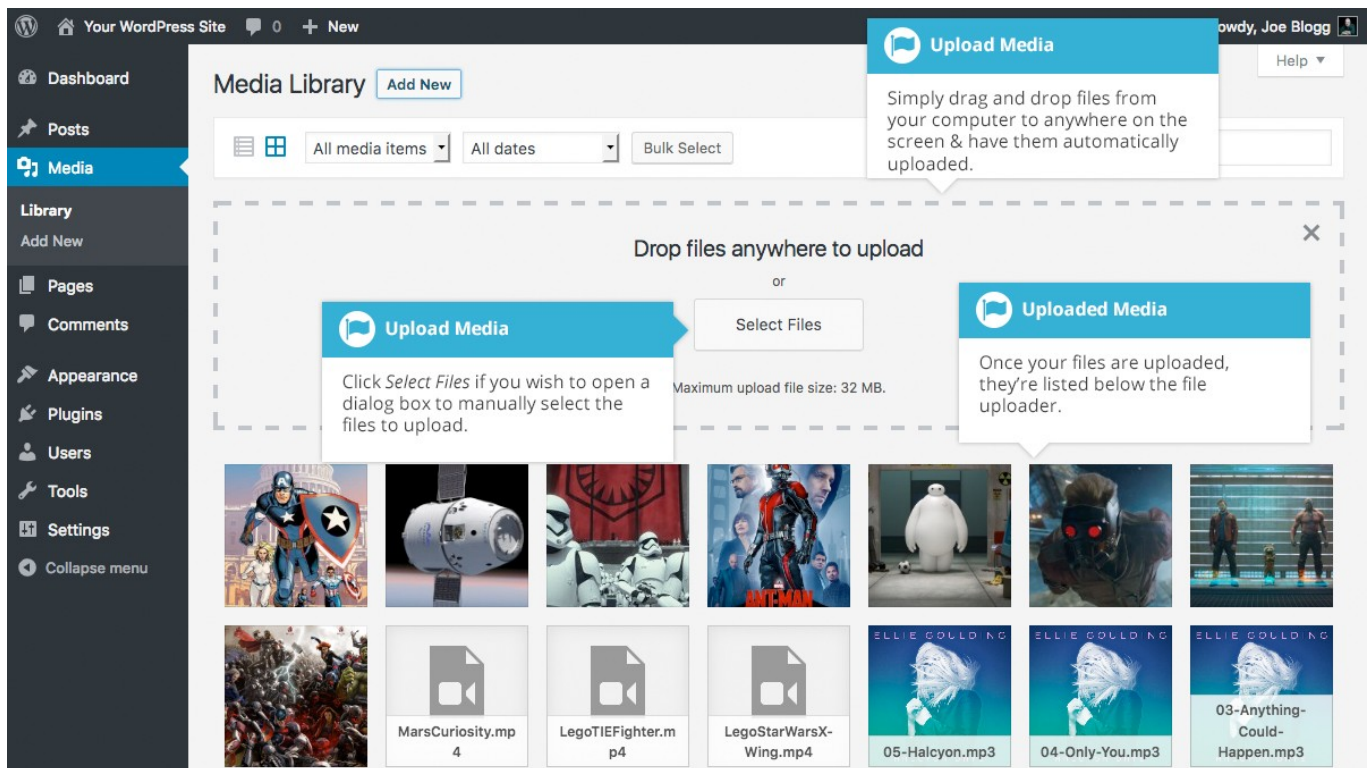 Your WordPress Site 0 + New
owdy, Joe Blogg
Help
Dashboard
Posts
Media
Library
Add New
Pages
Comments
Appearance
Plugins
Users
Tools
Settings
Collapse menu
Media Library Add New
All media items All dates Bulk Select
Upload Media
Simply drag and drop files from
your computer to anywhere on the
screen & have them automatically
uploaded.
Drop files anywhere to upload
or
Select Files
Maximum upload file size: 32 MB.
Upload Media
Click Select Files if you wish to open a
dialog box to manually select the
files to upload.
Uploaded Media
Once your files are uploaded,
they’re listed below the file
uploader.
ANT-MAN
MarsCuriosity.mp
4
LegoTIEFighter.m
p4
LegoStarWarsX-
Wing.mp4
ELLIE GOULDING
05-Halcyon.mp3
ELLIE GOULDING
04-Only-You.mp3
ELLIE GOULDING
03-Anything-
Could-
Happen.mp3